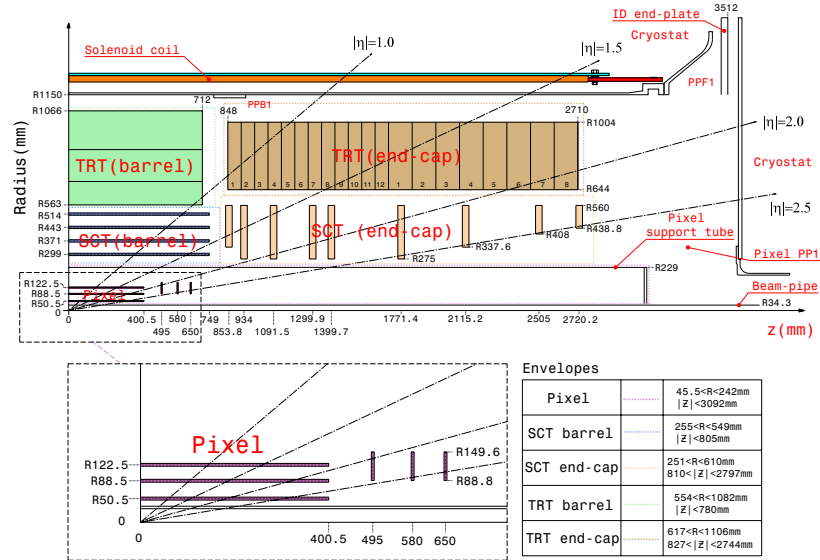 3512
ID end-plate
Cryostat
|η|=1.0
|η|=1.5
Solenoid coil
PPF1
R1150
R1066
712
PPB1
848
2710
R1004
|η|=2.0
TRT(barrel)
TRT(end-cap)
Cryostat
Radius(mm)
1 2 3 4 5 6 7 8 9 10 11 12 1 2 3 4 5 6 7 8
R644
|η|=2.5
R563
R514
R443
R371
R299
SCT(barrel)
SCT (end-cap)
R560
R438.8
R408
R337.6
R275
Pixel
support tube
Pixel PP1
R229
Beam-pipe
R34.3
R122.5
R88.5
R50.5
Pixel
0
0
400.5
495
580
650
749
853.8
934
1091.5
1299.9
1399.7
1771.4
2115.2
2505
2720.2
z(mm)
Pixel
R122.5
R88.5
R50.5
0
0
R149.6
R88.8
400.5 495 580 650
Envelopes
Pixel
45.5<R<242mm
|Z|<3092mm
SCT barrel
255<R<549mm
|Z|<805mm
SCT end-cap
251<R<610mm
810<|Z|<2797mm
TRT barrel
554<R<1082mm
|Z|<780mm
TRT end-cap
617<R<1106mm
827<|Z|<2744mm